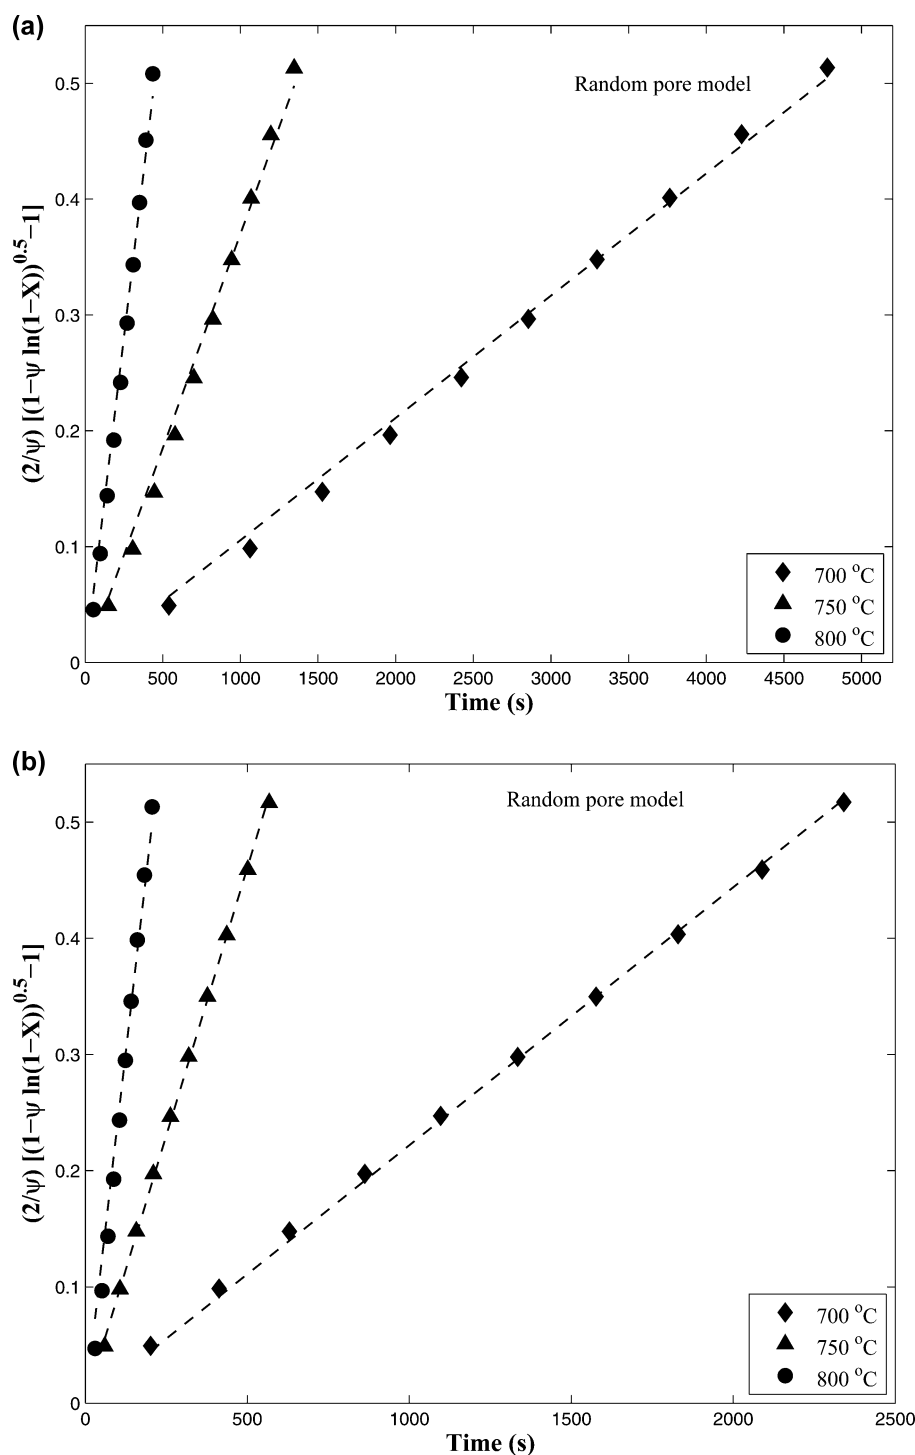 (a)
Random pore model
0.5
0.4
0.3
0.2
0.1
0
(2/ψ) [(1−ψ ln(1−X))^0.5−1]
700 °C
750 °C
800 °C
0 500 1000 1500 2000 2500 3000 3500 4000 4500 5000
Time (s)
(b)
Random pore model
0.5
0.4
0.3
0.2
0.1
0
(2/ψ) [(1−ψ ln(1−X))^0.5−1]
700 °C
750 °C
800 °C
0 500 1000 1500 2000 2500
Time (s)